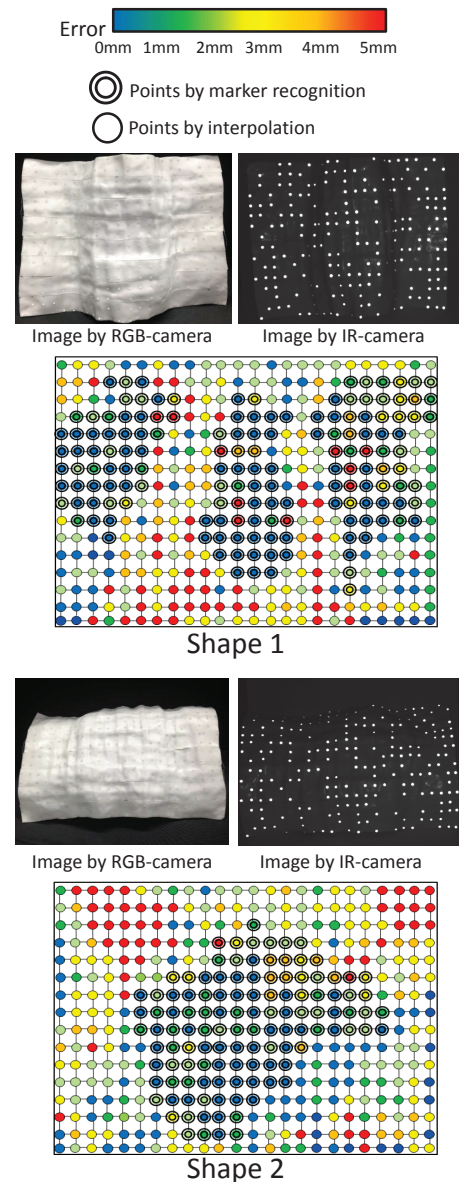 Error
0mm 1mm 2mm 3mm 4mm 5mm
Points by marker recognition
Points by interpolation
Image by RGB-camera Image by IR-camera
Shape 1
Image by RGB-camera Image by IR-camera
Shape 2